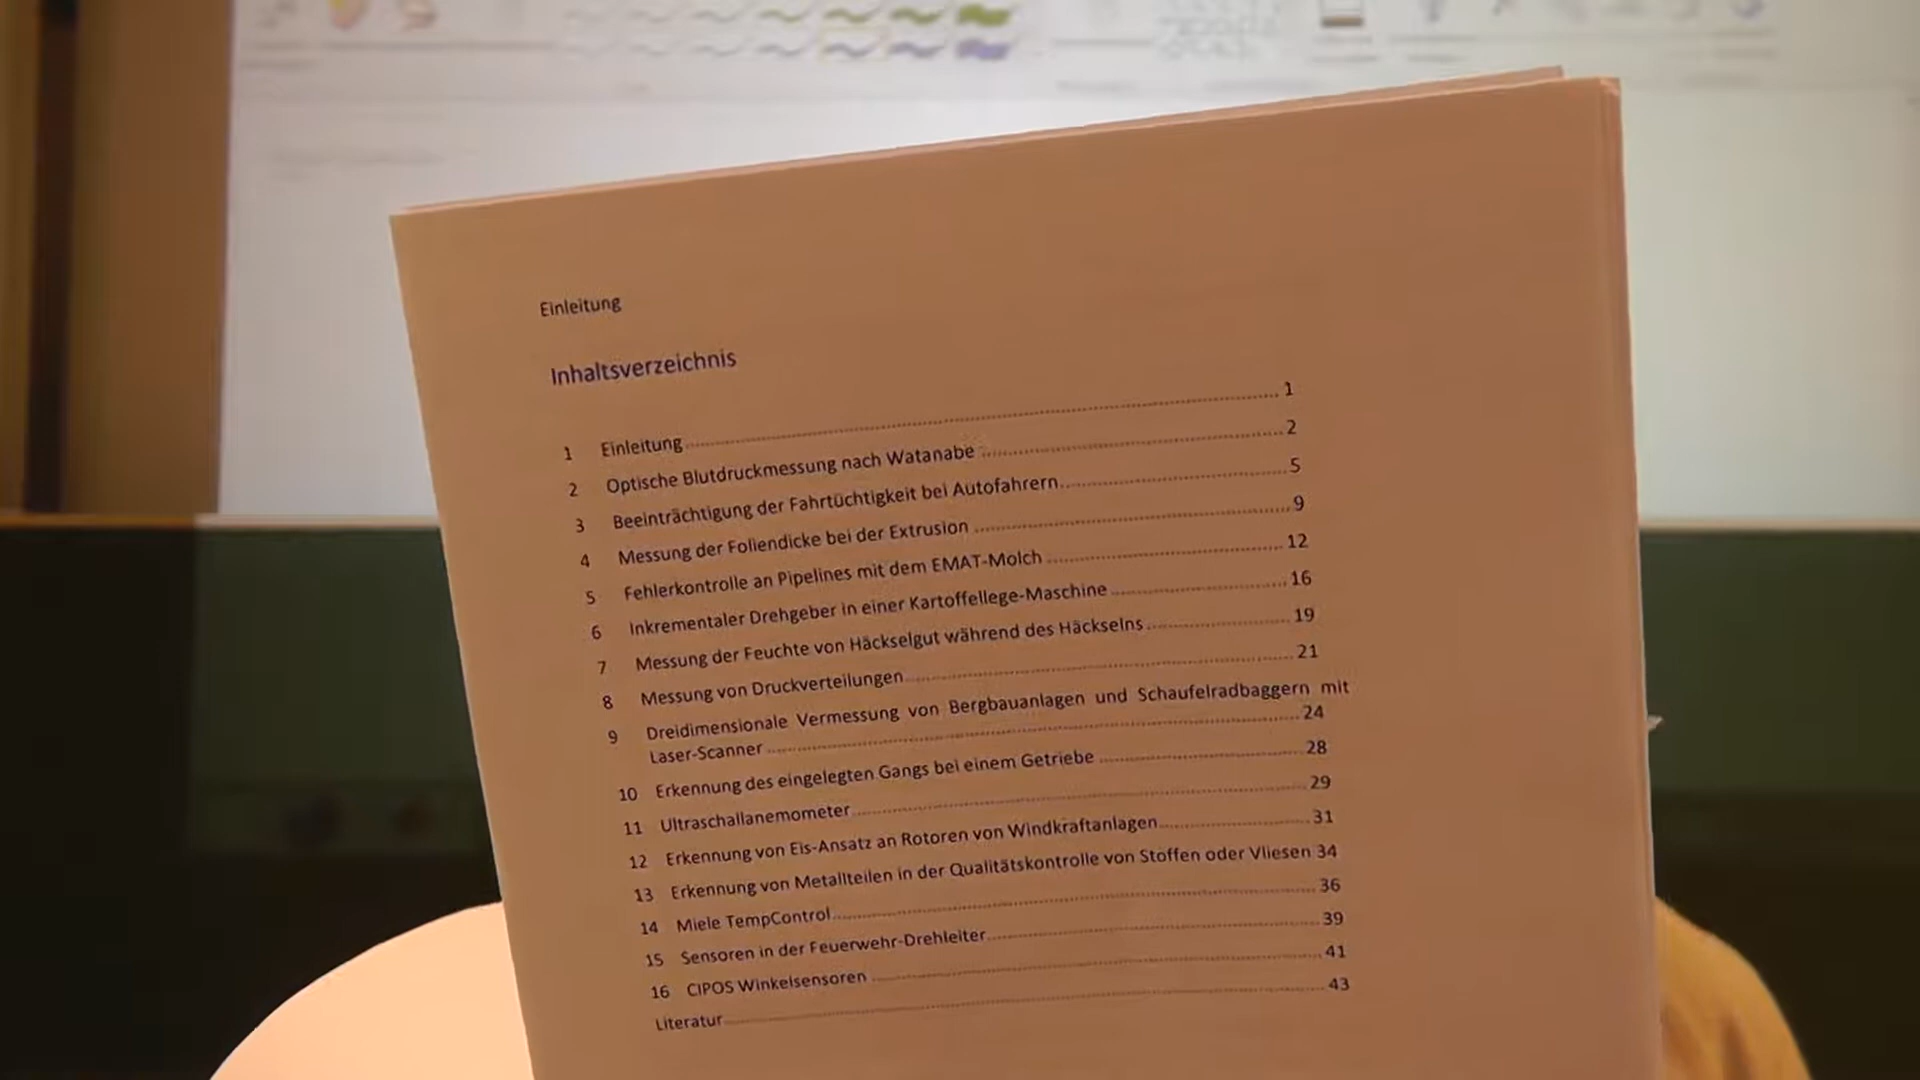 Einleitung
Inhaltsverzeichnis
1 Einleitung 1
2 Optische Blutdruckmessung nach Watanabe 2
3 Beeinträchtigung der Fahrtüchtigkeit bei Autofahrern 5
4 Messung der Foliendicke bei der Extrusion 9
5 Fehlerkontrolle an Pipelines mit dem EMAT-Molch 12
6 Inkrementaler Drehgeber in einer Kartoffellege-Maschine 16
7 Messung der Feuchte von Häckselgut während des Häckselns 19
8 Messung von Druckverteilungen 21
9 Dreidimensionale Vermessung von Bergbauanlagen und Schaufelradbaggern mit
Laser-Scanner 24
10 Erkennung des eingelegten Gangs bei einem Getriebe 28
11 Ultraschallanemometer 29
12 Erkennung von Eis-Ansatz an Rotoren von Windkraftanlagen 31
13 Erkennung von Metallteilen in der Qualitätskontrolle von Stoffen oder Vliesen 34
14 Miele TempControl 36
15 Sensoren in der Feuerwehr-Drehleiter 39
16 CIPOS Winkelsensoren 41
Literatur 43